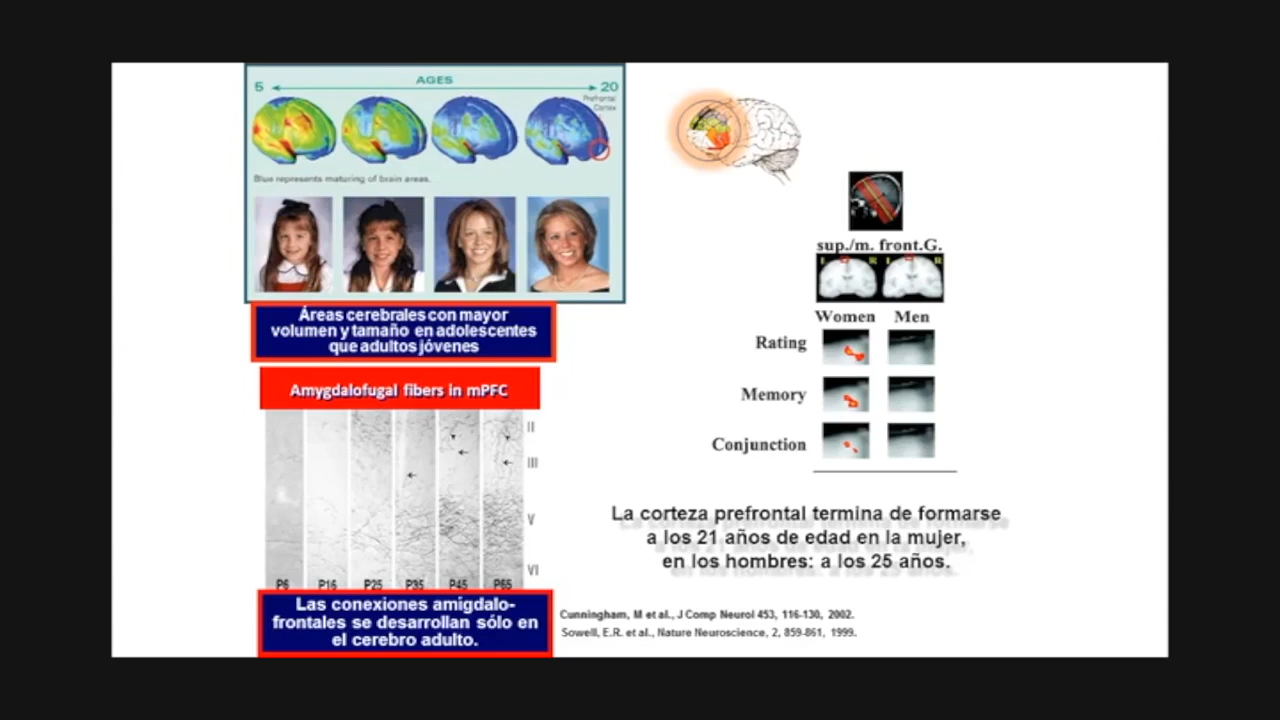 AGES
5
20
Prefrontal
Cortex
Blue represents maturing of brain areas.
Áreas cerebrales con mayor
volumen y tamaño en adolescentes
que adultos jóvenes
Amygdalofugal fibers in mPFC
II
III
V
VI
P6 P16 P25 P35 P45 P65
Las conexiones amigdalo-
frontales se desarrollan sólo en
el cerebro adulto.
sup./m. front.G.
L R L R
Women Men
Rating
Memory
Conjunction
La corteza prefrontal termina de formarse
a los 21 años de edad en la mujer,
en los hombres: a los 25 años.
Cunningham, M et al., J Comp Neurol 453, 116-130, 2002.
Sowell, E.R. et al., Nature Neuroscience, 2, 859-861, 1999.